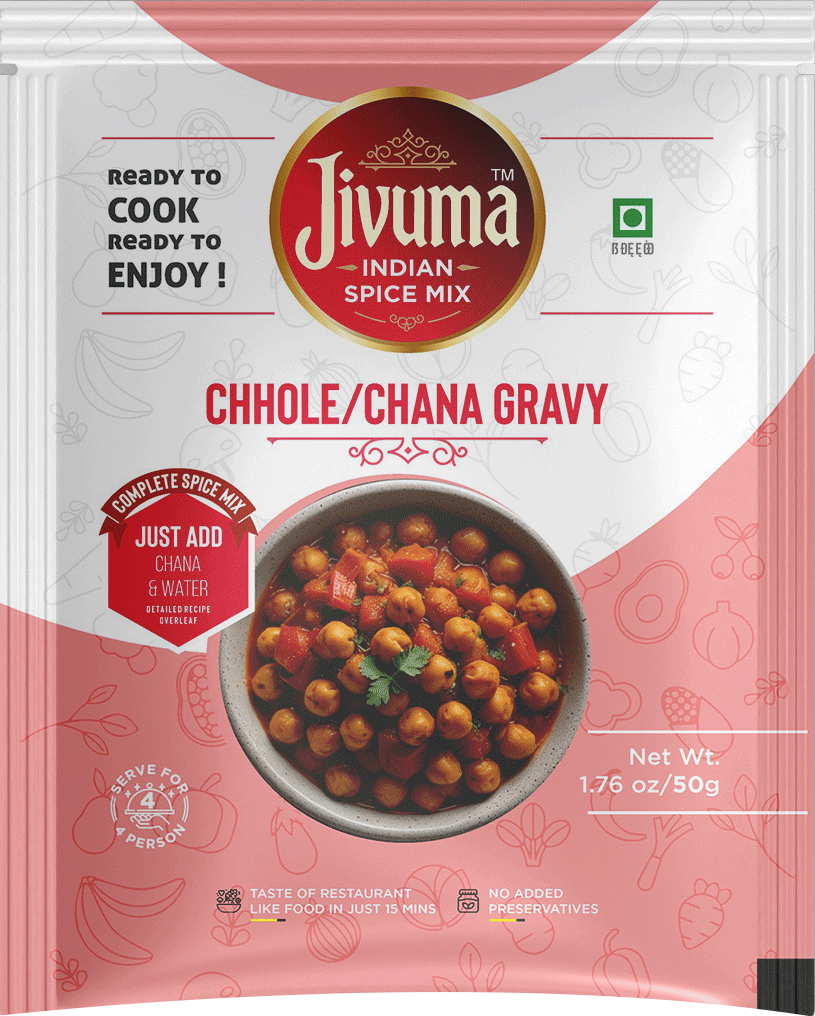 READY TO
COOK
READY TO
ENJOY !
Jivuma™
INDIAN
SPICE MIX
CHHOLE/CHANA GRAVY
COMPLETE SPICE MIX
JUST ADD
CHANA
& WATER
DETAILED RECIPE
OVERLEAF
Net Wt.
1.76 oz/50g
SERVE FOR
4
4 PERSON
TASTE OF RESTAURANT
LIKE FOOD IN JUST 15 MINS
NO ADDED
PRESERVATIVES